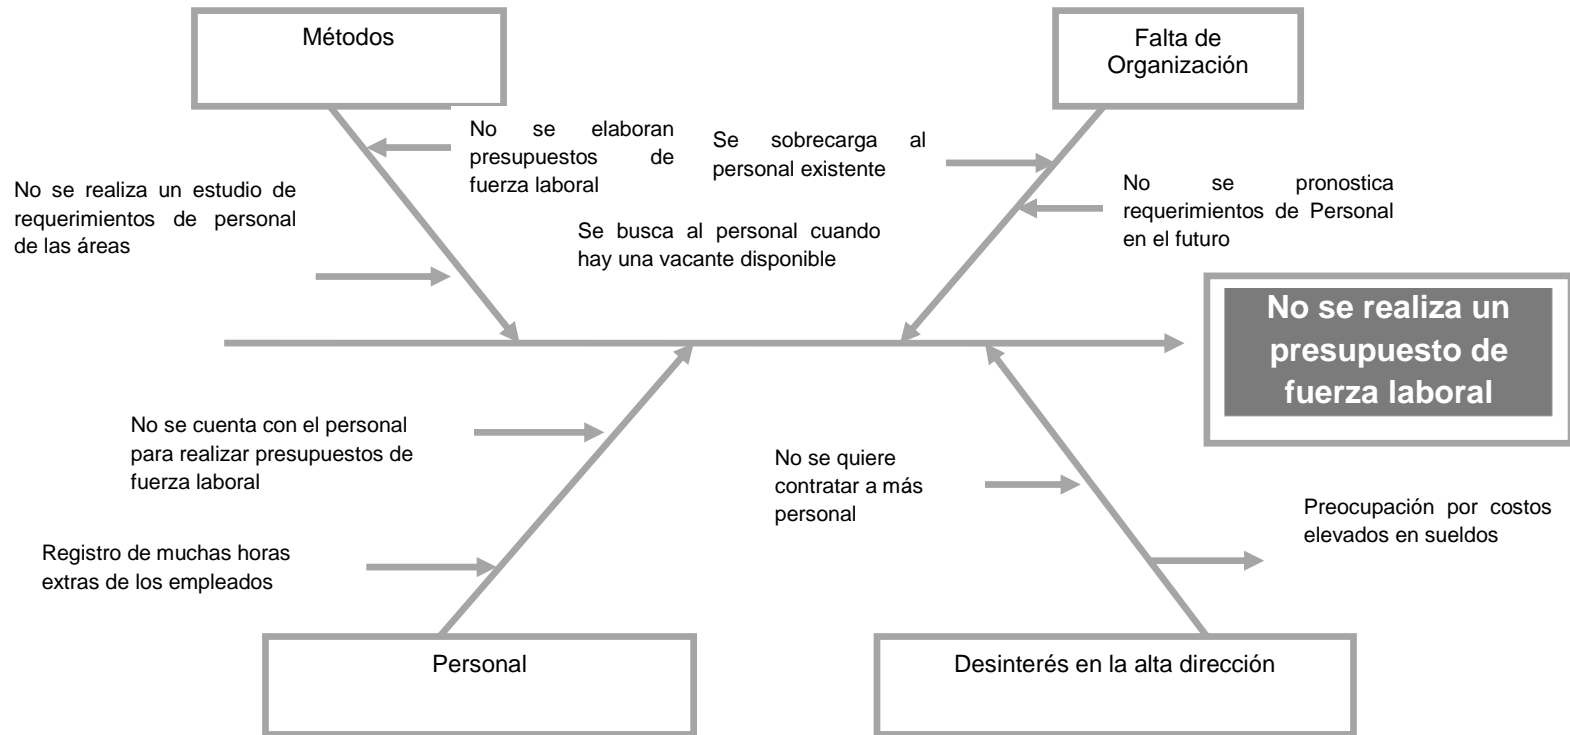 Métodos
Falta de
Organización
No se elaboran
presupuestos de
fuerza laboral
Se sobrecarga al
personal existente
No se realiza un estudio de
requerimientos de personal
de las áreas
No se pronostica
requerimientos de Personal
en el futuro
Se busca al personal cuando
hay una vacante disponible
No se realiza un
presupuesto de
fuerza laboral
No se cuenta con el personal
para realizar presupuestos de
fuerza laboral
No se quiere
contratar a más
personal
Preocupación por costos
elevados en sueldos
Registro de muchas horas
extras de los empleados
Personal
Desinterés en la alta dirección